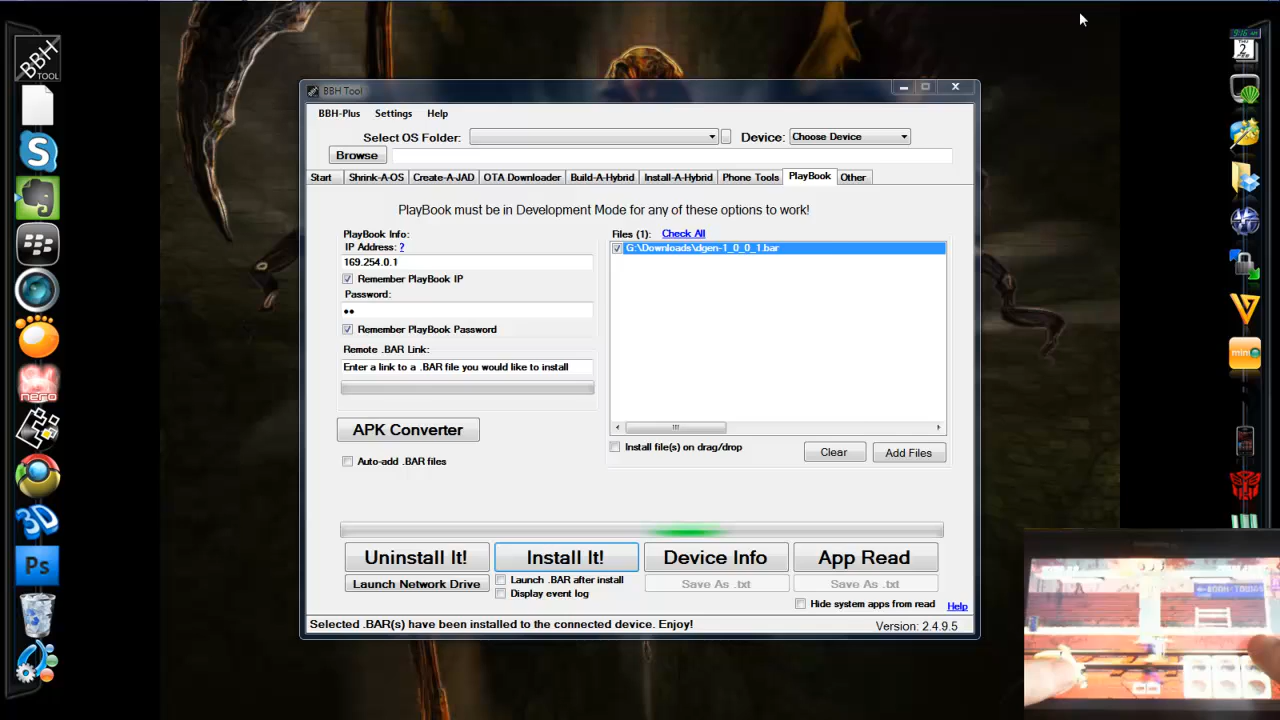 BBH
TOOL
BBH Tool
BBH-Plus Settings Help
Select OS Folder: Device: Choose Device
Browse
Start Shrink-A-OS Create-A-JAD OTA Downloader Build-A-Hybrid Install-A-Hybrid Phone Tools PlayBook Other
PlayBook must be in Development Mode for any of these options to work!
PlayBook Info:
IP Address: ?
169.254.0.1
Remember PlayBook IP
Password:
Remember PlayBook Password
Remote .BAR Link:
Enter a link to a .BAR file you would like to install
APK Converter
Auto-add .BAR files
Files (1): Check All
G:\Downloads\dgen-1_0_0_1.bar
Install file(s) on drag/drop
Clear
Add Files
Uninstall It!
Install It!
Device Info
App Read
Launch Network Drive
Launch .BAR after install
Display event log
Save As .txt
Save As .txt
Hide system apps from read
Help
Selected .BAR(s) have been installed to the connected device. Enjoy!
Version: 2.4.9.5
nero
3D
Ps
mini
2